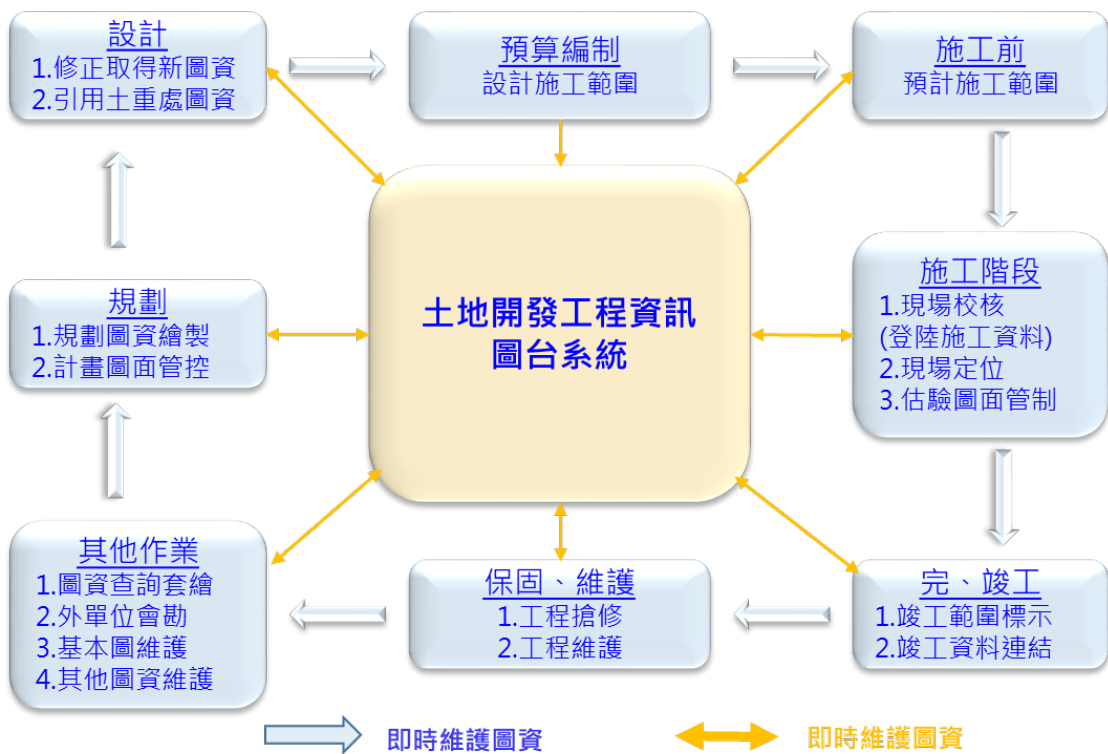 設計
1.修正取得新圖資
2.引用土重處圖資
預算編制
設計施工範圍
施工前
預計施工範圍
規劃
1.規劃圖資繪製
2.計畫圖面管控
土地開發工程資訊
圖台系統
施工階段
1.現場校核
(登陸施工資料)
2.現場定位
3.估驗圖面管制
其他作業
1.圖資查詢套繪
2.外單位會勘
3.基本圖維護
4.其他圖資維護
保固、維護
1.工程搶修
2.工程維護
完、竣工
1.竣工範圍標示
2.竣工資料連結
即時維護圖資
即時維護圖資